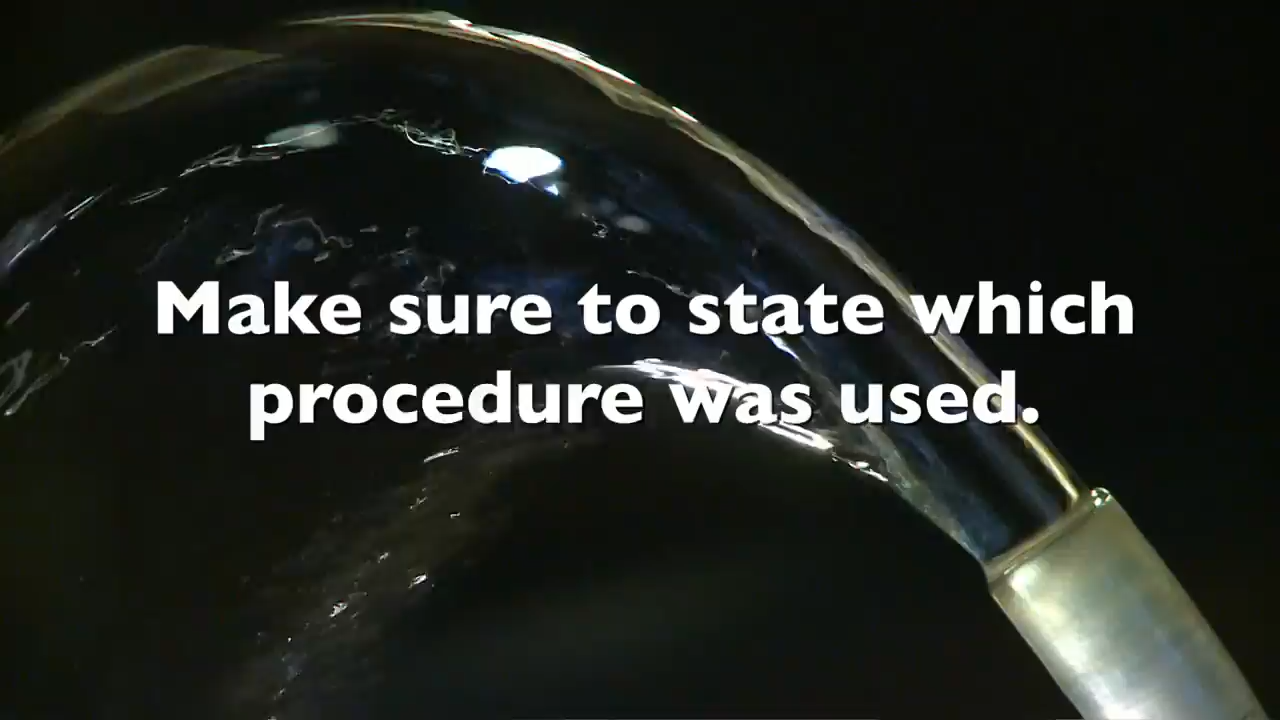 Make sure to state which
procedure was used.